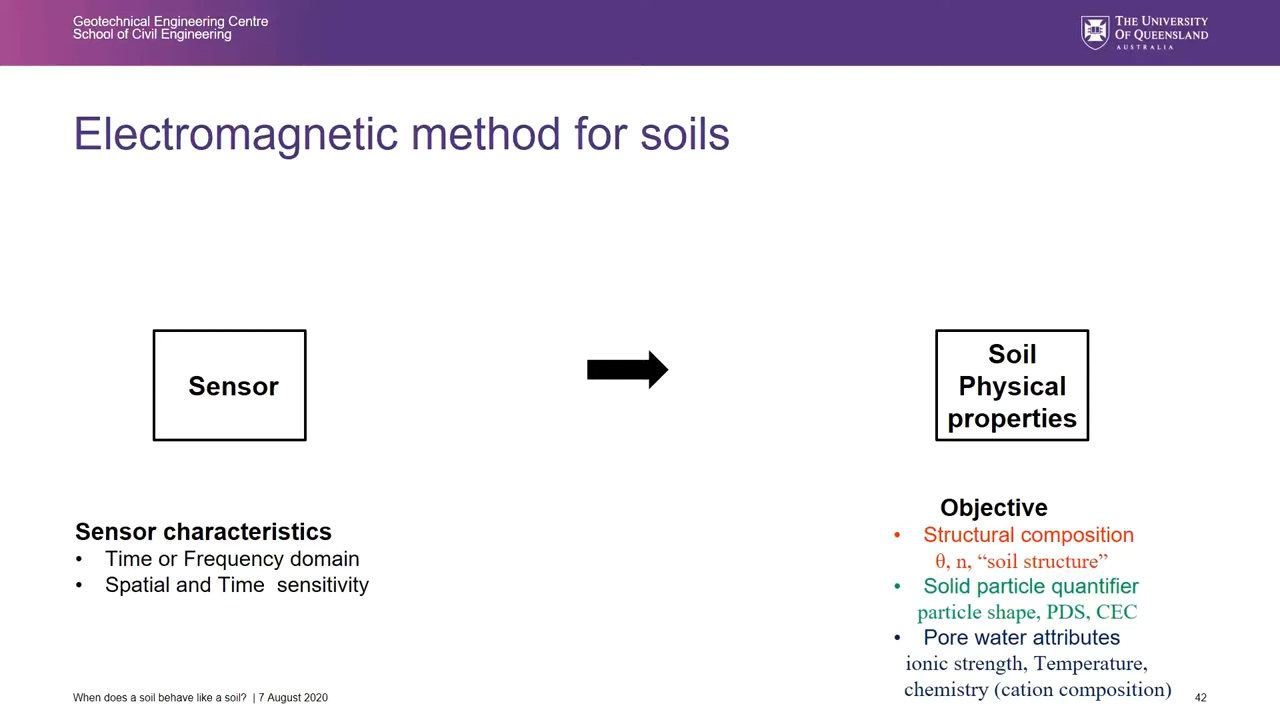 Geotechnical Engineering Centre
School of Civil Engineering
THE UNIVERSITY
OF QUEENSLAND
AUSTRALIA
Electromagnetic method for soils
Sensor
Soil
Physical
properties
Sensor characteristics
• Time or Frequency domain
• Spatial and Time sensitivity
Objective
• Structural composition
θ, n, “soil structure”
• Solid particle quantifier
particle shape, PDS, CEC
• Pore water attributes
ionic strength, Temperature,
chemistry (cation composition)
When does a soil behave like a soil? | 7 August 2020
42